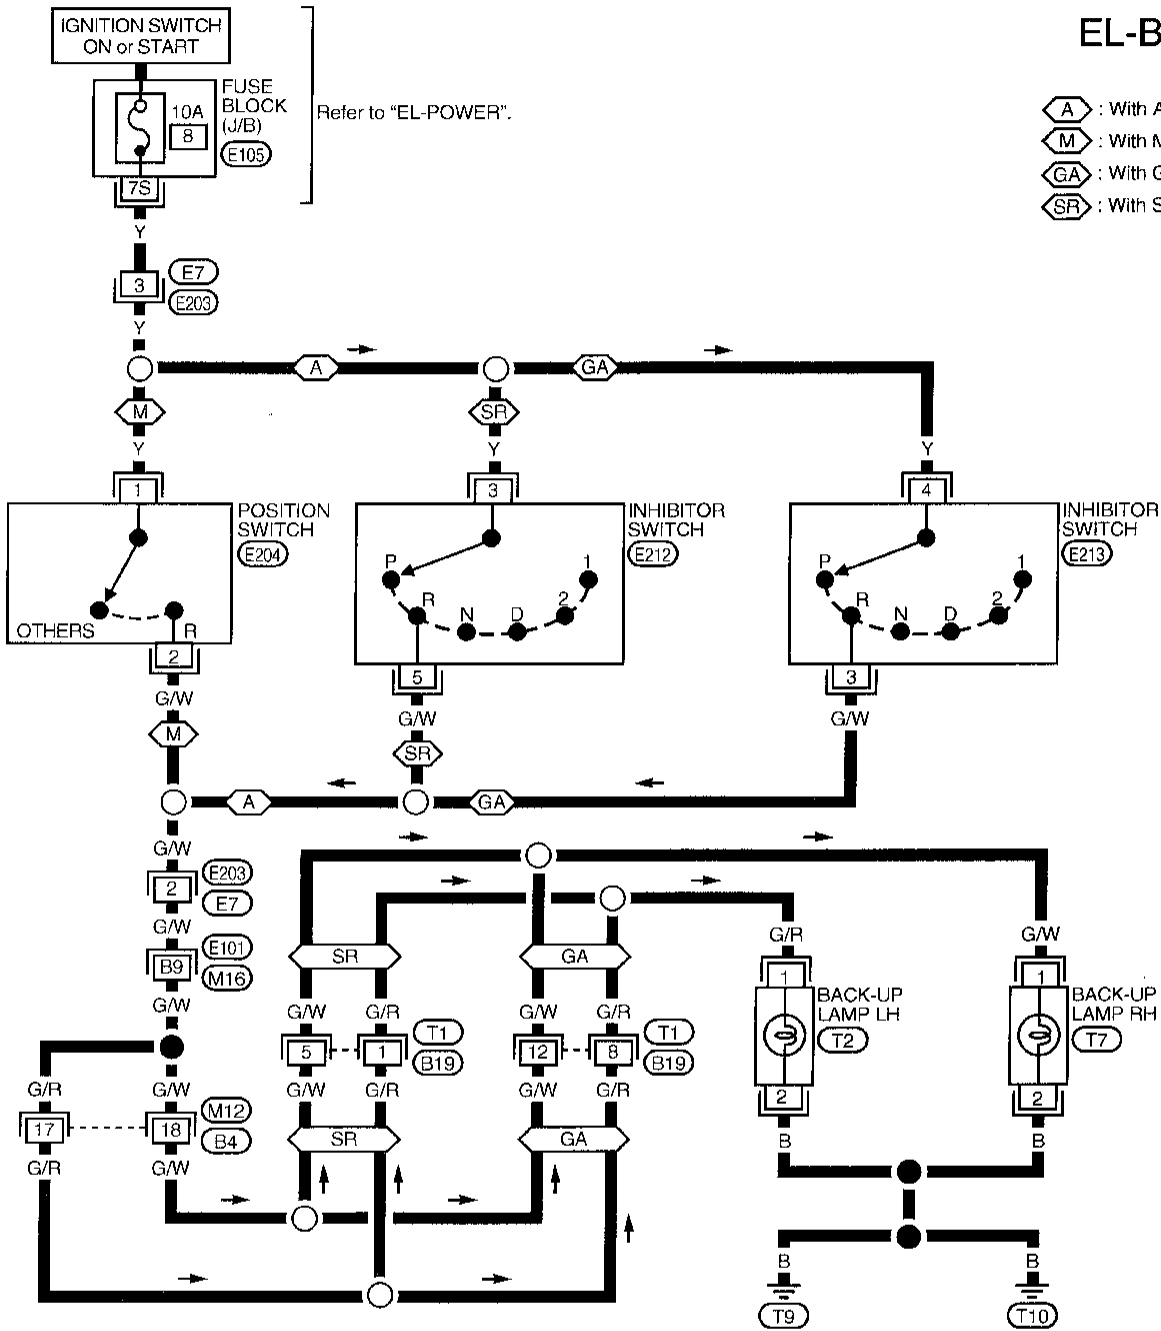 IGNITION SWITCH
ON or START
EL-B
FUSE
BLOCK
(J/B)
10A
8
E105
Refer to "EL-POWER".
A : With A
M : With M
GA : With G
SR : With S
7S
Y
3
E7
E203
Y
A
GA
M
SR
Y
Y
Y
1
3
4
POSITION
SWITCH
E204
INHIBITOR
SWITCH
E212
INHIBITOR
SWITCH
E213
OTHERS
R
P
R
N
D
2
1
P
R
N
D
2
1
2
5
3
G/W
G/W
G/W
M
SR
A
GA
G/W
2
E203
E7
G/W
B9
E101
M16
G/W
SR
GA
G/R
G/W
G/W
G/R
G/W
G/R
1
1
BACK-UP
LAMP LH
T2
BACK-UP
LAMP RH
T7
5
1
T1
B19
12
8
T1
B19
G/R
G/W
G/W
G/R
G/W
G/R
2
2
17
18
M12
B4
SR
GA
B
B
G/R
G/W
B
B
T9
T10